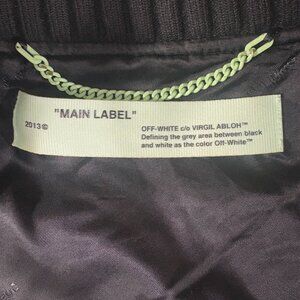 "MAIN LABEL"
2013©
OFF-WHITE c/o VIRGIL ABLOH™
Defining the grey area between black
and white as the color Off-White™